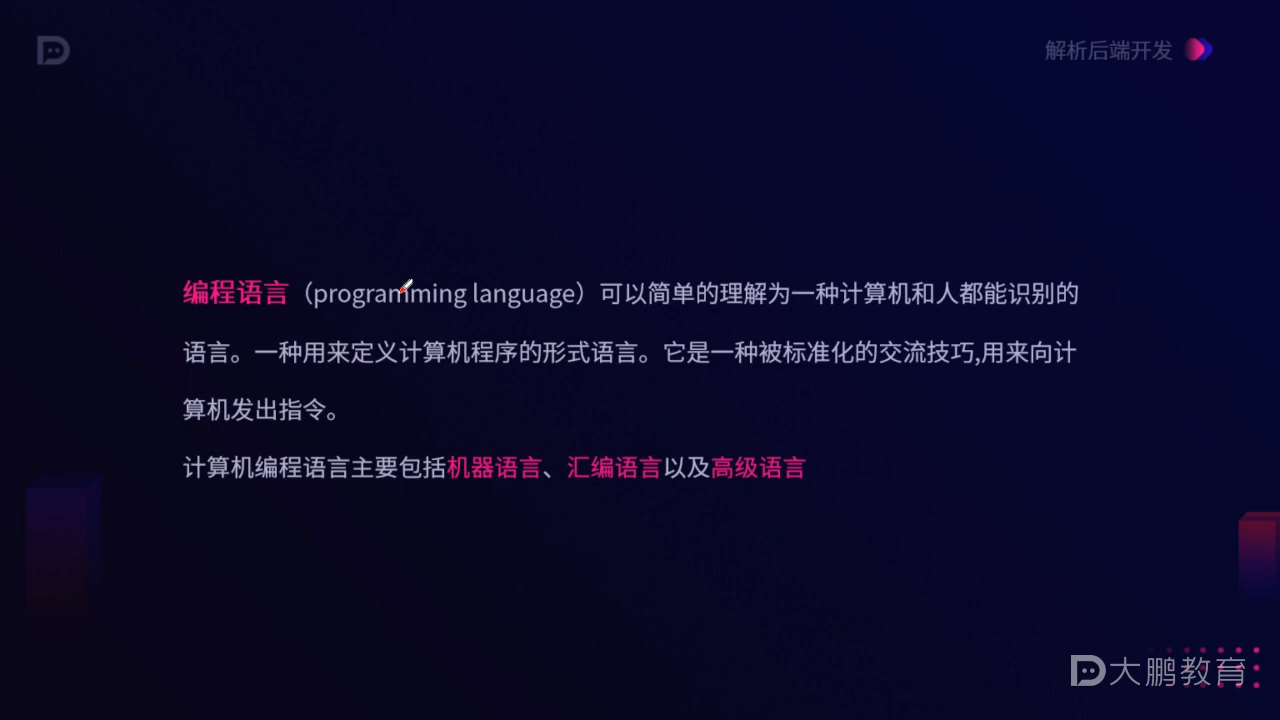 解析后端开发
编程语言（programming language）可以简单的理解为一种计算机和人都能识别的
语言。一种用来定义计算机程序的形式语言。它是一种被标准化的交流技巧,用来向计
算机发出指令。
计算机编程语言主要包括机器语言、汇编语言以及高级语言
大鹏教育